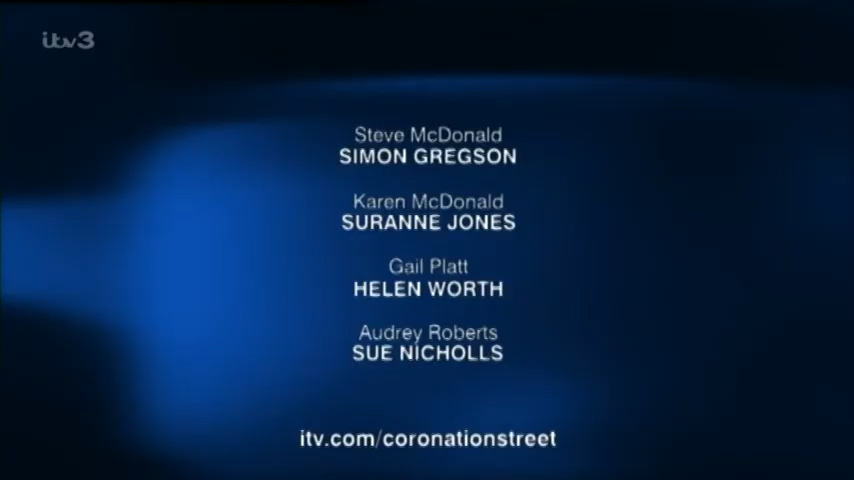 itv3
Steve McDonald
SIMON GREGSON
Karen McDonald
SURANNE JONES
Gail Platt
HELEN WORTH
Audrey Roberts
SUE NICHOLLS
itv.com/coronationstreet